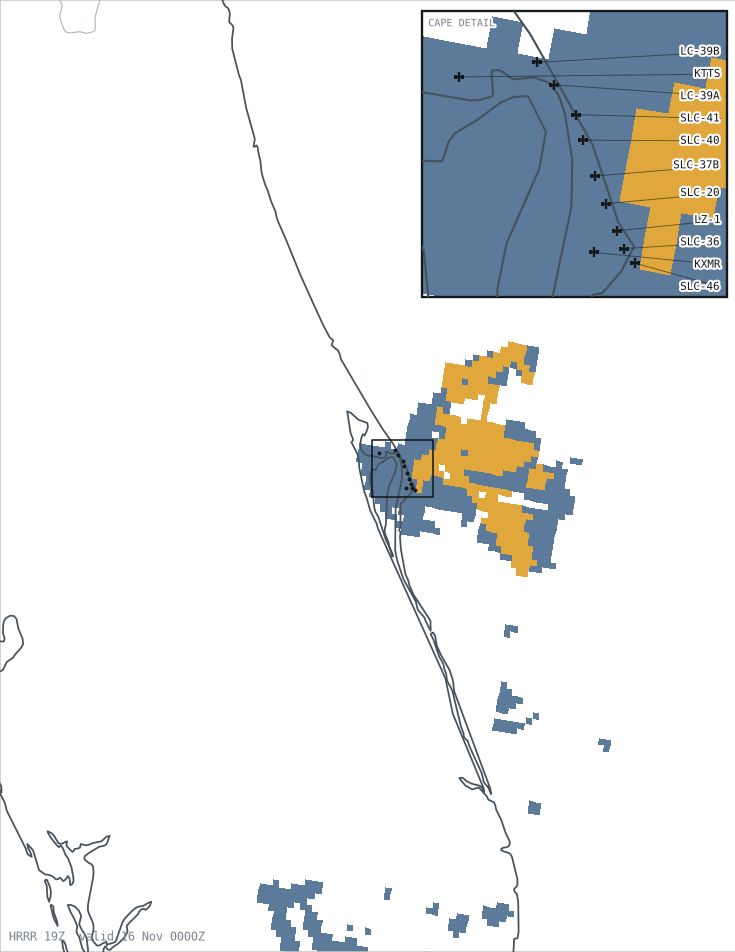 CAPE DETAIL
LC-39B
KTTS
LC-39A
SLC-41
SLC-40
SLC-37B
SLC-20
LZ-1
SLC-36
KXMR
SLC-46
HRRR 19Z valid 16 Nov 0000Z